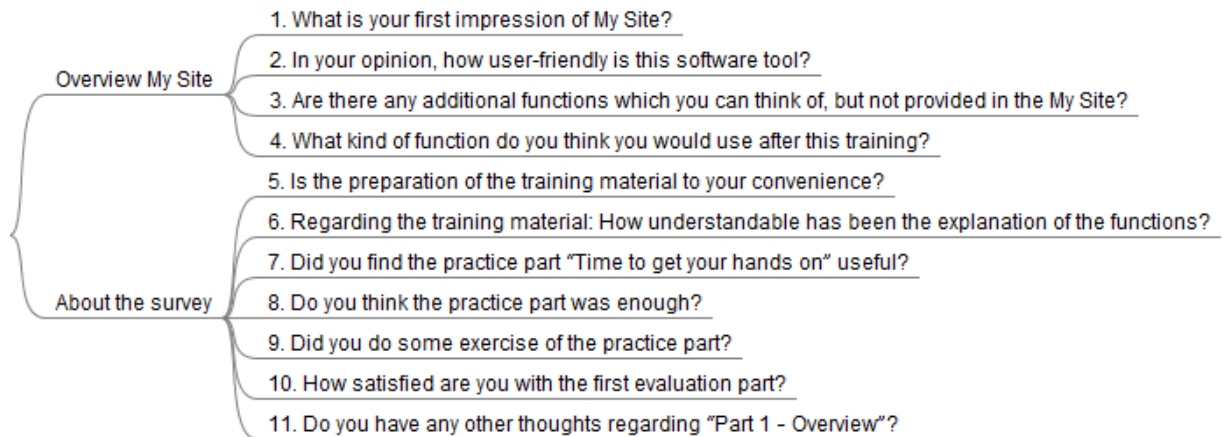 Overview My Site
1. What is your first impression of My Site?
2. In your opinion, how user-friendly is this software tool?
3. Are there any additional functions which you can think of, but not provided in the My Site?
4. What kind of function do you think you would use after this training?
About the survey
5. Is the preparation of the training material to your convenience?
6. Regarding the training material: How understandable has been the explanation of the functions?
7. Did you find the practice part “Time to get your hands on” useful?
8. Do you think the practice part was enough?
9. Did you do some exercise of the practice part?
10. How satisfied are you with the first evaluation part?
11. Do you have any other thoughts regarding “Part 1 - Overview”?